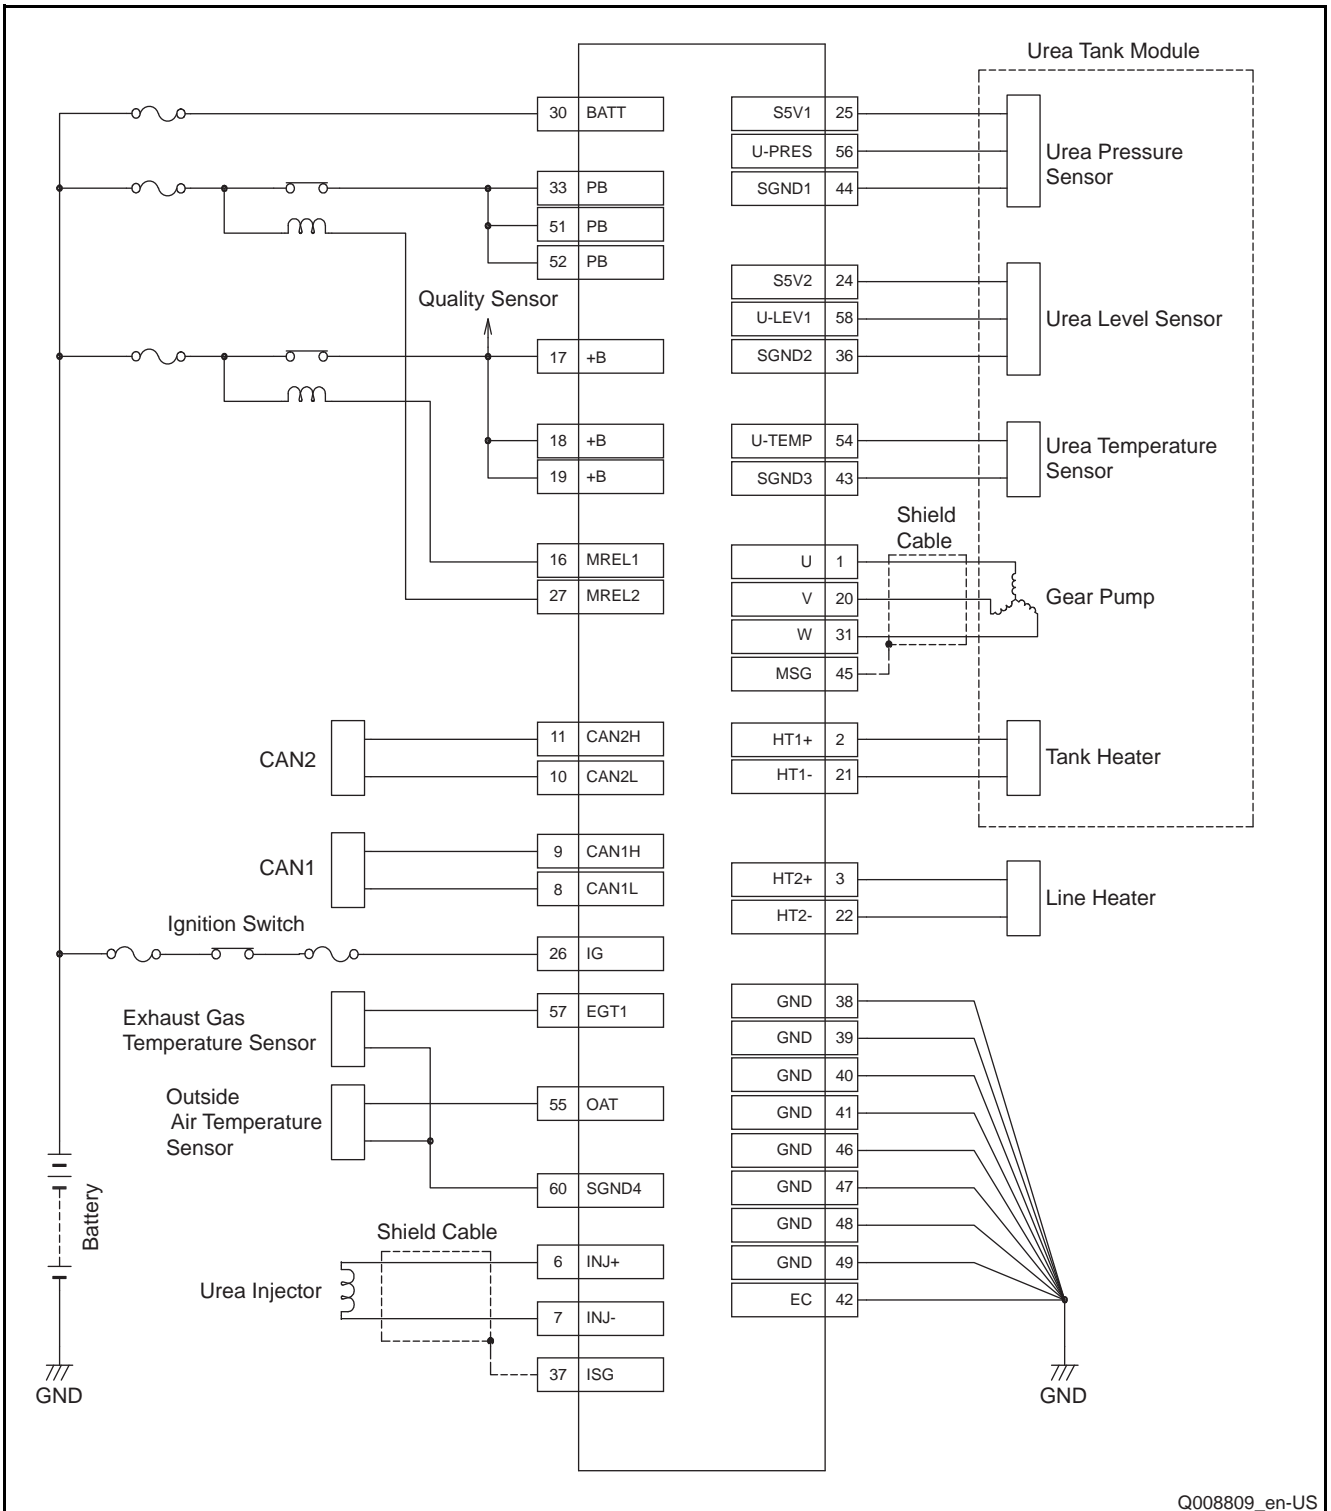 Urea Tank Module
30 BATT
33 PB
51 PB
52 PB
Quality Sensor
17 +B
18 +B
19 +B
16 MREL1
27 MREL2
CAN2
11 CAN2H
10 CAN2L
CAN1
9 CAN1H
8 CAN1L
Ignition Switch
26 IG
Exhaust Gas
Temperature Sensor
57 EGT1
Outside
Air Temperature
Sensor
55 OAT
60 SGND4
Battery
Shield Cable
Urea Injector
6 INJ+
7 INJ-
37 ISG
GND
S5V1 25
U-PRES 56
SGND1 44
Urea Pressure
Sensor
S5V2 24
U-LEV1 58
SGND2 36
Urea Level Sensor
U-TEMP 54
SGND3 43
Urea Temperature
Sensor
Shield
Cable
U 1
V 20
W 31
MSG 45
Gear Pump
HT1+ 2
HT1- 21
Tank Heater
HT2+ 3
HT2- 22
Line Heater
GND 38
GND 39
GND 40
GND 41
GND 46
GND 47
GND 48
GND 49
EC 42
GND
Q008809_en-US